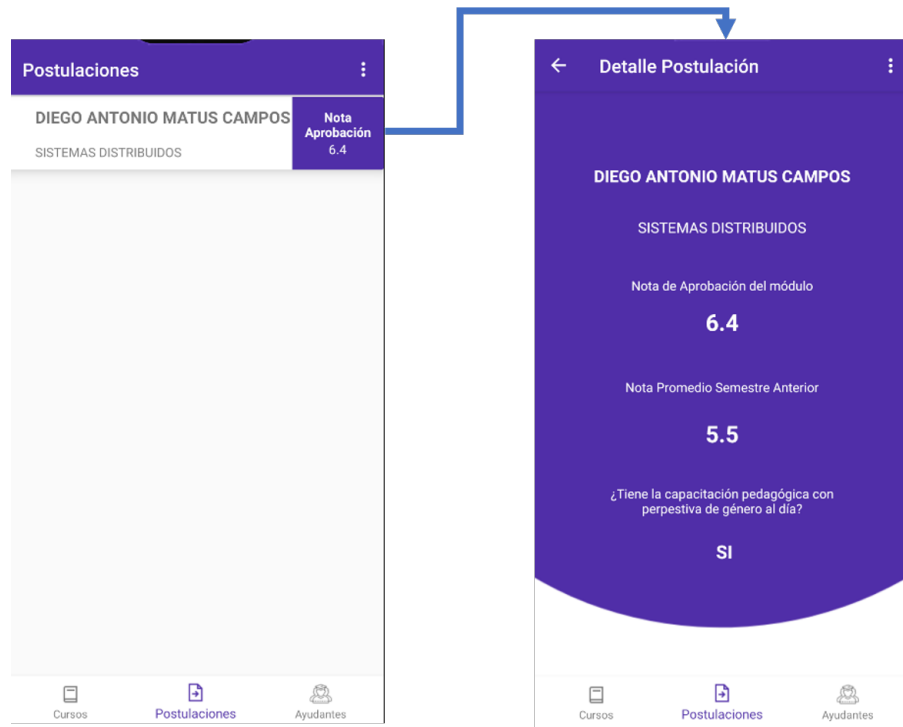 Postulaciones
DIEGO ANTONIO MATUS CAMPOS
SISTEMAS DISTRIBUIDOS
Nota
Aprobación
6.4
Cursos
Postulaciones
Ayudantes
Detalle Postulación
DIEGO ANTONIO MATUS CAMPOS
SISTEMAS DISTRIBUIDOS
Nota de Aprobación del módulo
6.4
Nota Promedio Semestre Anterior
5.5
¿Tiene la capacitación pedagógica con
perpestiva de género al día?
SI
Cursos
Postulaciones
Ayudantes